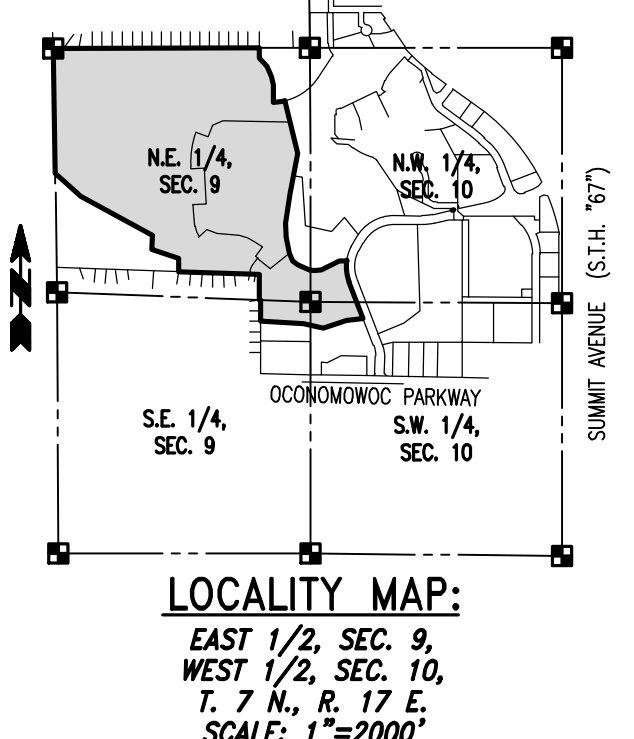 N.E. 1/4,
SEC. 9
N.W. 1/4,
SEC. 10
SUMMIT AVENUE (S.T.H. "67")
N
OCONOMOWOC PARKWAY
S.E. 1/4,
SEC. 9
S.W. 1/4,
SEC. 10
LOCALITY MAP:
EAST 1/2, SEC. 9,
WEST 1/2, SEC. 10,
T. 7 N., R. 17 E.
SCALE: 1"=2000'